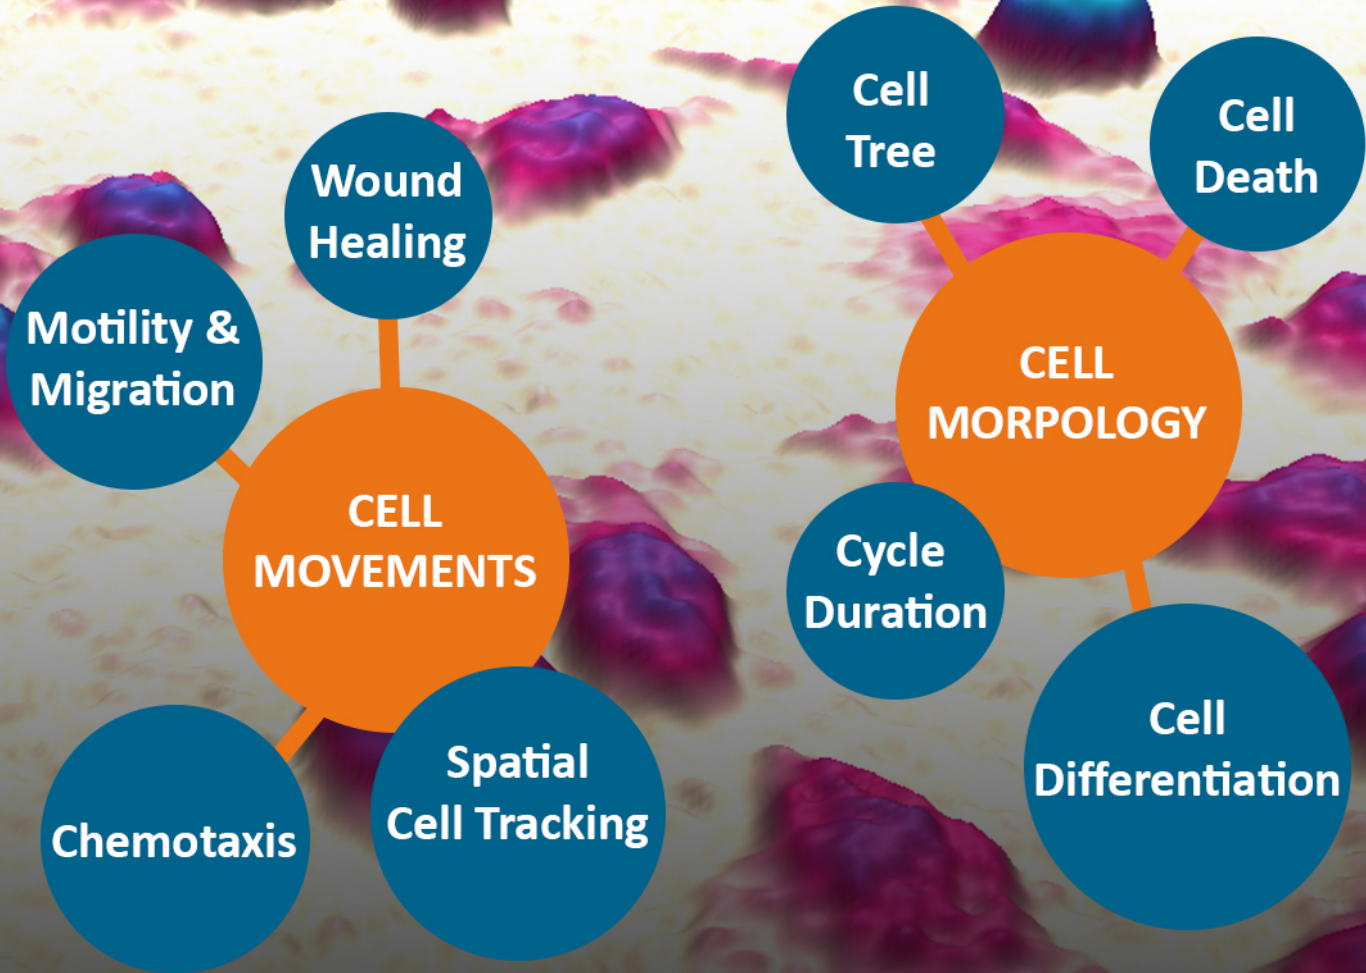 Wound
Healing
Motility &
Migration
CELL
MOVEMENTS
Chemotaxis
Spatial
Cell Tracking
Cell
Tree
Cell
Death
CELL
MORPOLOGY
Cycle
Duration
Cell
Differentiation